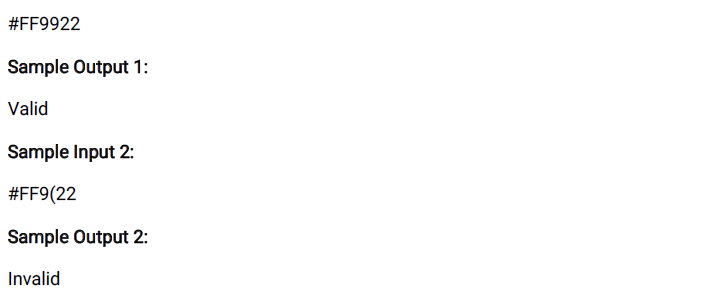 #FF9922
Sample Output 1:
Valid
Sample Input 2:
#FF9(22
Sample Output 2:
Invalid